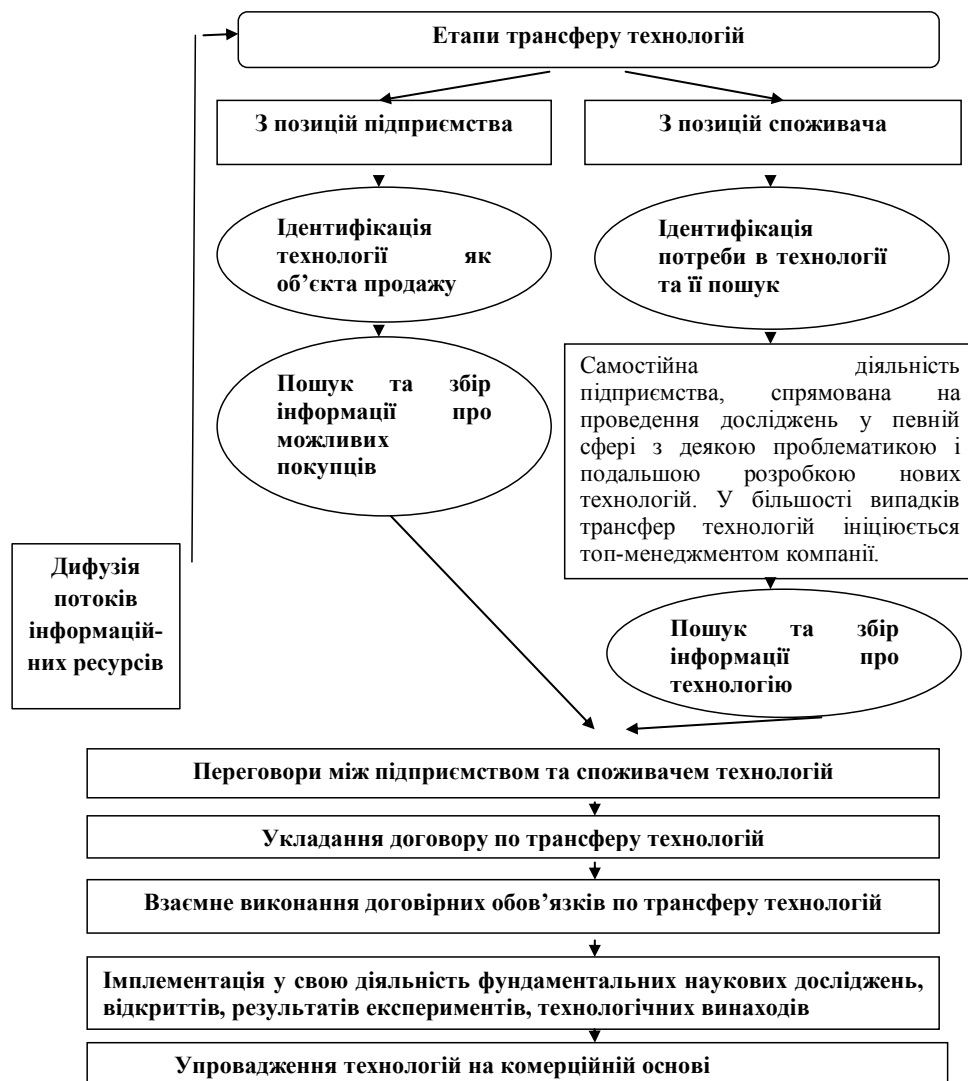 Етапи трансферу технологій
З позицій підприємства
З позицій споживача
Ідентифікація
технології як
об’єкта продажу
Ідентифікація
потреби в технології
та її пошук
Пошук та збір
інформації про
можливих
покупців
Самостійна діяльність
підприємства, спрямована на
проведення досліджень у певній
сфері з деякою проблематикою і
подальшою розробкою нових
технологій. У більшості випадків
трансфер технологій ініціюється
топ-менеджментом компанії.
Дифузія
потоків
інформацій-
них ресурсів
Пошук та збір
інформації про
технологію
Переговори між підприємством та споживачем технологій
Укладання договору по трансферу технологій
Взаємне виконання договірних обов’язків по трансферу технологій
Імплементація у свою діяльність фундаментальних наукових досліджень,
відкриттів, результатів експериментів, технологічних винаходів
Упровадження технологій на комерційній основі